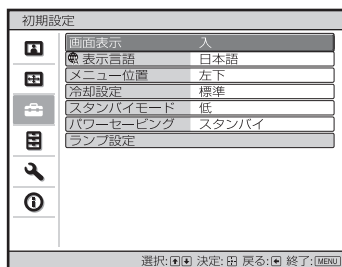 初期設定
画面表示 入
表示言語 日本語
メニュー位置 左下
冷却設定 標準
スタンバイモード 低
パワーセービング スタンバイ
ランプ設定
選択: 決定: 戻る: 終了: MENU